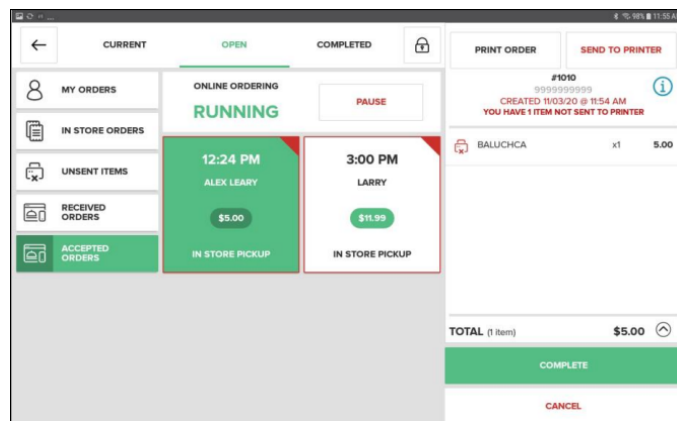 98% 11:55 A
CURRENT
OPEN
COMPLETED
PRINT ORDER
SEND TO PRINTER
MY ORDERS
IN STORE ORDERS
UNSENT ITEMS
RECEIVED
ORDERS
ACCEPTED
ORDERS
ONLINE ORDERING
RUNNING
PAUSE
12:24 PM
ALEX LEARY
$5.00
IN STORE PICKUP
3:00 PM
LARRY
$11.99
IN STORE PICKUP
#1010
9999999999
CREATED 11/03/20 @ 11:54 AM
YOU HAVE 1 ITEM NOT SENT TO PRINTER
BALUCHCA x1 5.00
TOTAL (1 item) $5.00
COMPLETE
CANCEL